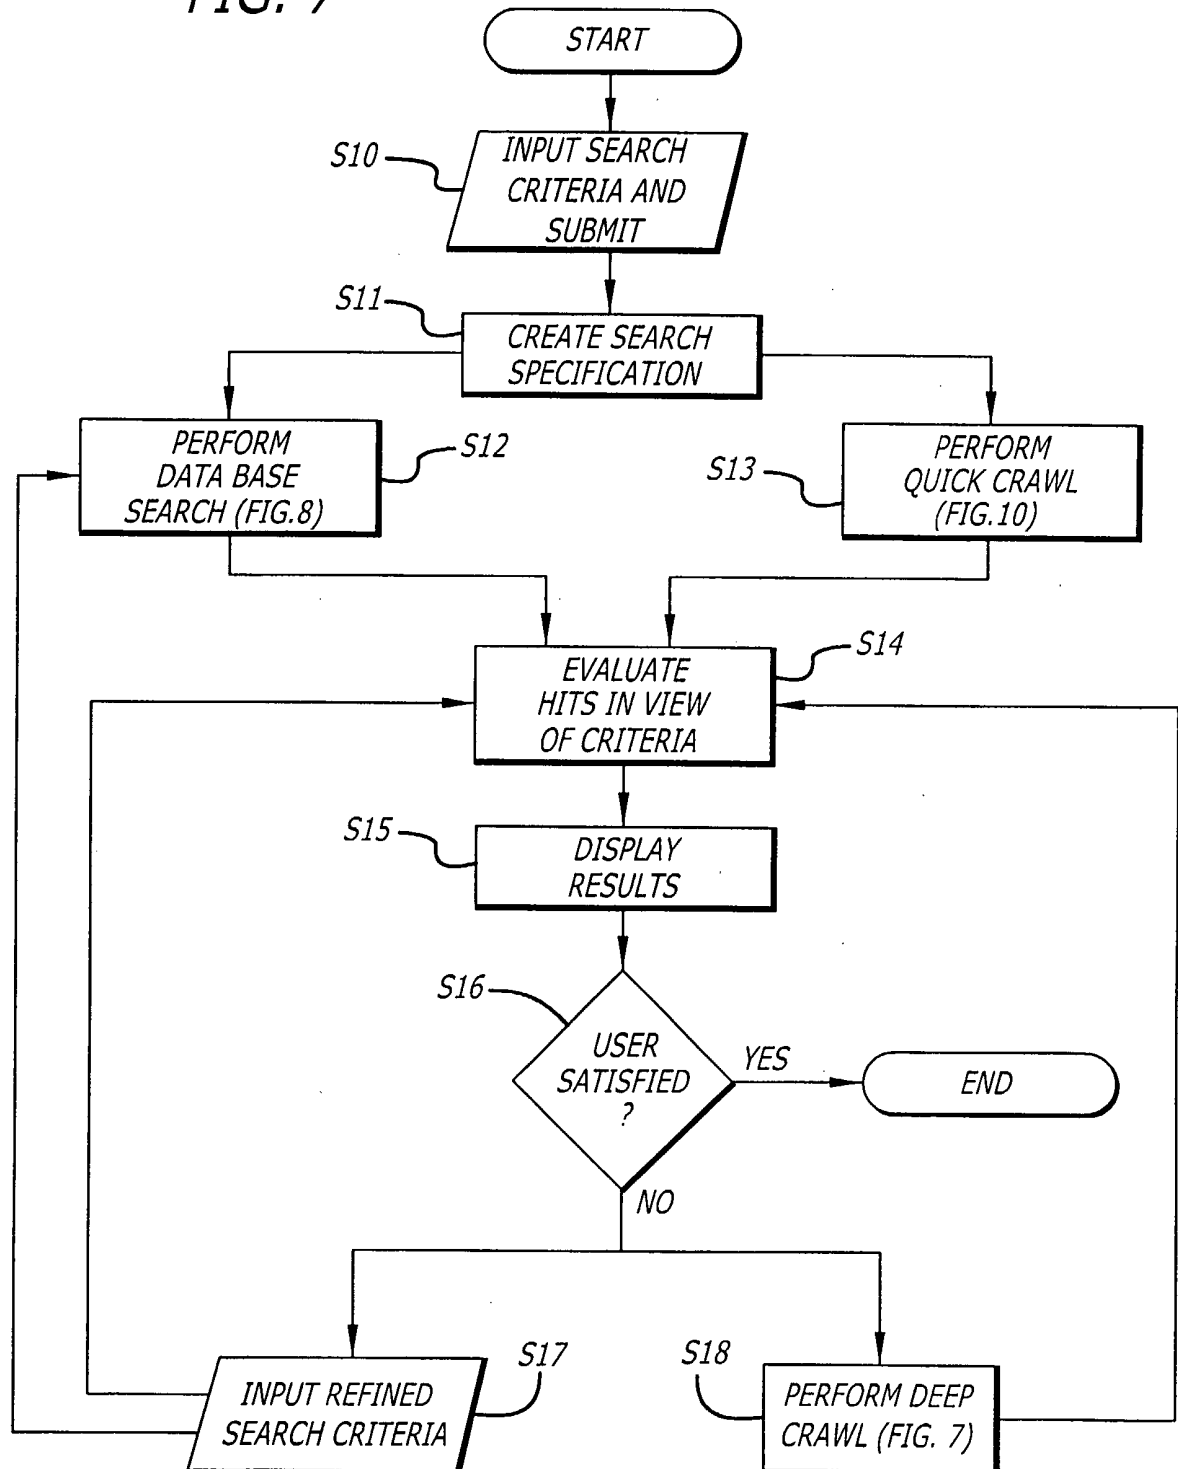 START
S10
INPUT SEARCH
CRITERIA AND
SUBMIT
S11
CREATE SEARCH
SPECIFICATION
PERFORM
DATA BASE
SEARCH (FIG.8)
S12
S13
PERFORM
QUICK CRAWL
(FIG.10)
S14
EVALUATE
HITS IN VIEW
OF CRITERIA
S15
DISPLAY
RESULTS
S16
USER
SATISFIED
?
YES
END
NO
S17
INPUT REFINED
SEARCH CRITERIA
S18
PERFORM DEEP
CRAWL (FIG. 7)